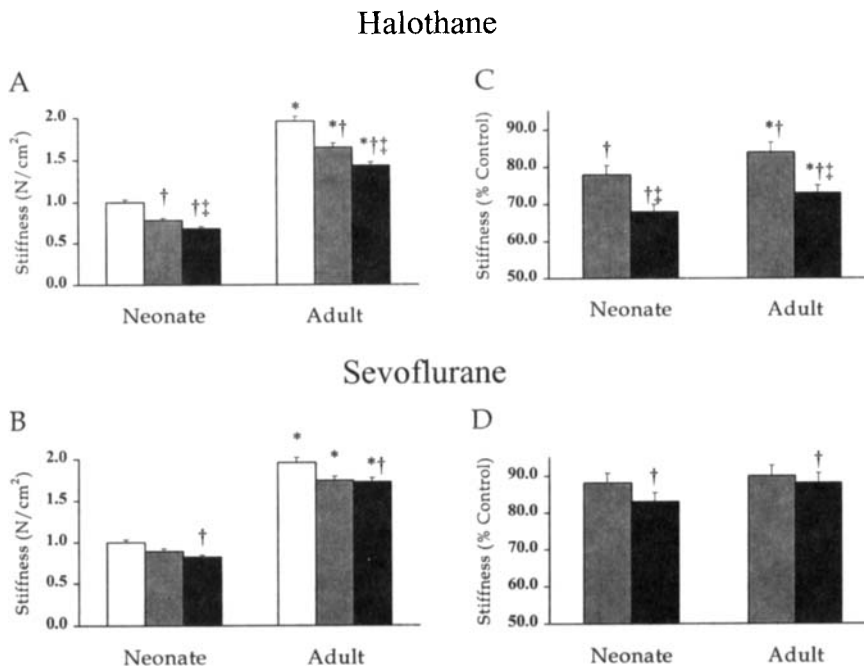 Halothane
A
Stiffness (N/cm²)
2.0
1.5
1.0
0.5
0.0
†
†‡
*
*†
*†‡
Neonate Adult
C
Stiffness (% Control)
90.0
80.0
70.0
60.0
50.0
†
†‡
*†
*†‡
Neonate Adult
Sevoflurane
B
Stiffness (N/cm²)
2.0
1.5
1.0
0.5
0.0
†
*
*
*†
Neonate Adult
D
Stiffness (% Control)
90.0
80.0
70.0
60.0
50.0
†
†
Neonate Adult